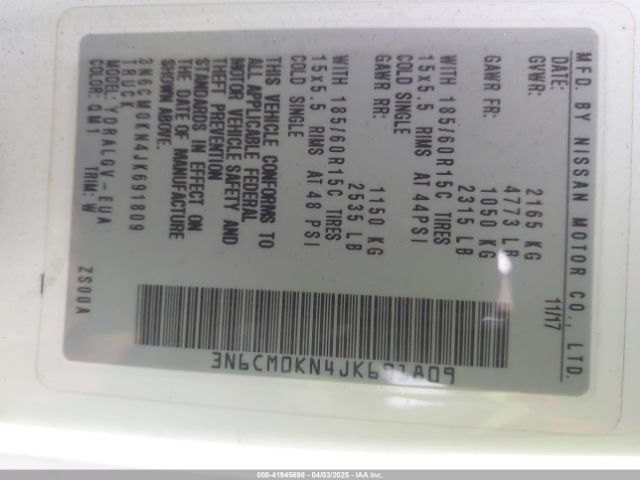 MFD. BY NISSAN MOTOR CO., LTD.
DATE: 11/17
GVWR: 2165 KG
4773 LB
GAWR FR: 1050 KG
2315 LB
WITH 185/60R15C TIRES
15x5.5 RIMS AT 44PSI
COLD SINGLE
GAWR RR: 1150 KG
2535 LB
WITH 185/60R15C TIRES
15x5.5 RIMS AT 48 PSI
COLD SINGLE
THIS VEHICLE CONFORMS TO
ALL APPLICABLE FEDERAL
MOTOR VEHICLE SAFETY AND
THEFT PREVENTION
STANDARDS IN EFFECT ON
THE DATE OF MANUFACTURE
SHOWN ABOVE.
3N6CM0KN4JK691809
TRUCK
MODEL: YDRALGV-EUA
COLOR: QM1 TRIM: W
ZS00A
000-41945698 - 04/03/2025 - IAA Inc.